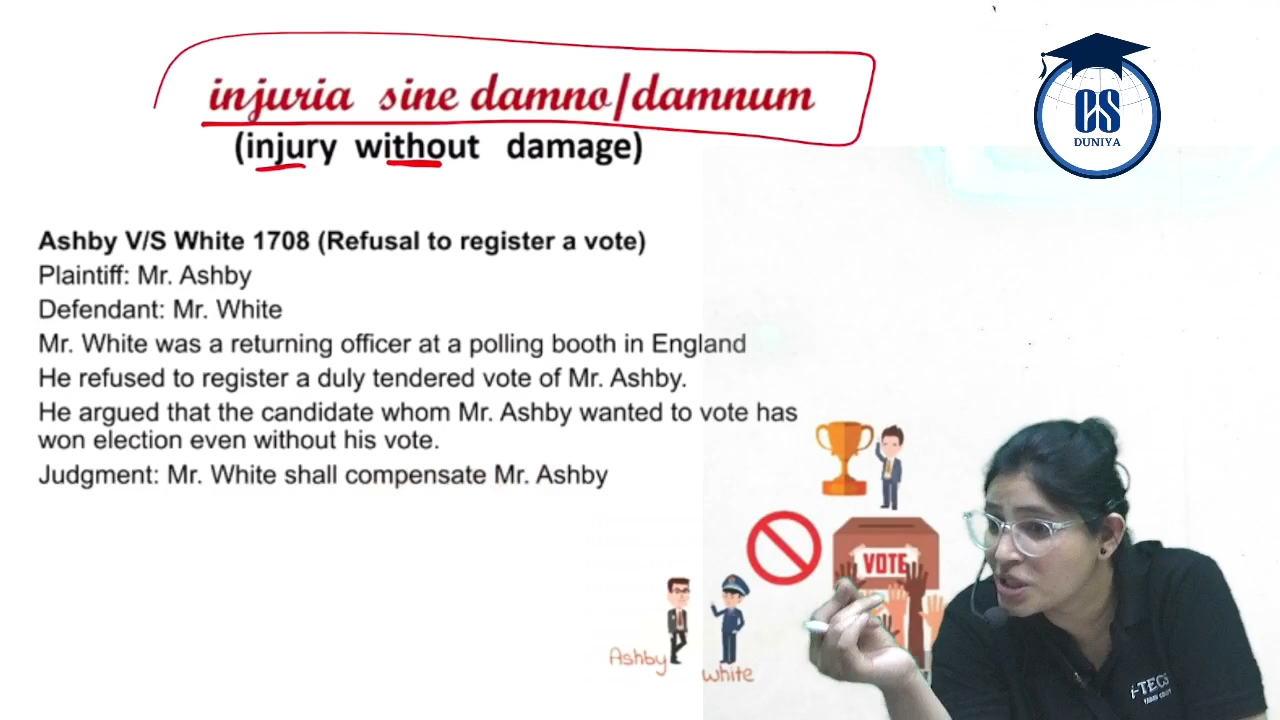 injuria sine damno/damnum
(injury without damage)
CS
DUNIYA
Ashby V/S White 1708 (Refusal to register a vote)
Plaintiff: Mr. Ashby
Defendant: Mr. White
Mr. White was a returning officer at a polling booth in England
He refused to register a duly tendered vote of Mr. Ashby.
He argued that the candidate whom Mr. Ashby wanted to vote has
won election even without his vote.
Judgment: Mr. White shall compensate Mr. Ashby
VOTE
Ashby
white
i-TECS